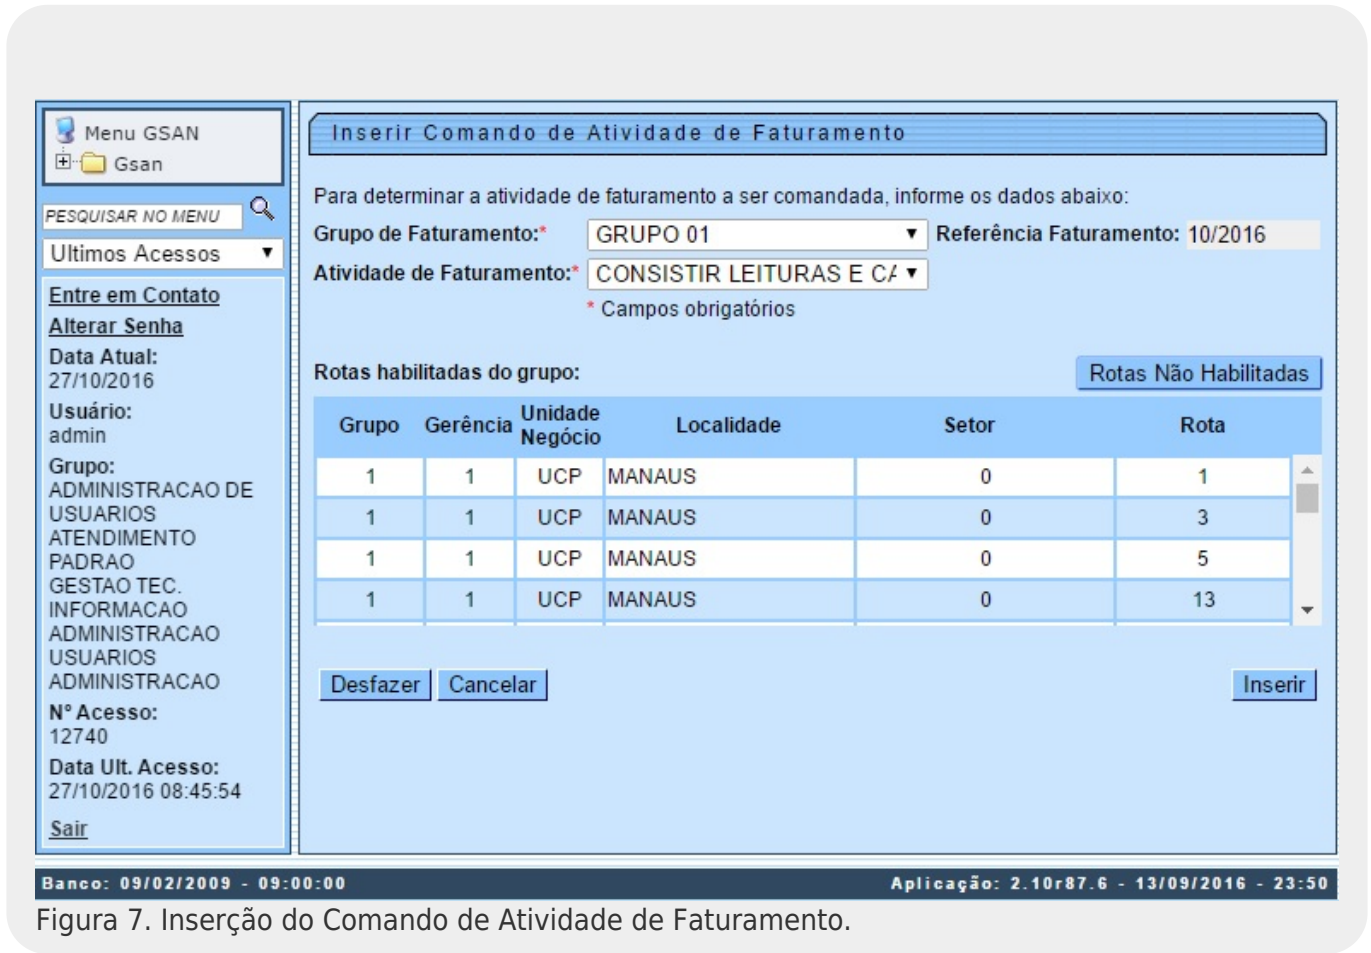 Menu GSAN
Gsan
PESQUISAR NO MENU
Ultimos Acessos
Entre em Contato
Alterar Senha
Data Atual:
27/10/2016
Usuário:
admin
Grupo:
ADMINISTRACAO DE
USUARIOS
ATENDIMENTO
PADRAO
GESTAO TEC.
INFORMACAO
ADMINISTRACAO
USUARIOS
ADMINISTRACAO
Nº Acesso:
12740
Data Ult. Acesso:
27/10/2016 08:45:54
Sair
Inserir Comando de Atividade de Faturamento
Para determinar a atividade de faturamento a ser comandada, informe os dados abaixo:
Grupo de Faturamento:* GRUPO 01 Referência Faturamento: 10/2016
Atividade de Faturamento:* CONSISTIR LEITURAS E CA
* Campos obrigatórios
Rotas habilitadas do grupo: Rotas Não Habilitadas
Grupo Gerência Unidade Negócio Localidade Setor Rota
1 1 UCP MANAUS 0 1
1 1 UCP MANAUS 0 3
1 1 UCP MANAUS 0 5
1 1 UCP MANAUS 0 13
Desfazer Cancelar Inserir
Banco: 09/02/2009 - 09:00:00 Aplicação: 2.10r87.6 - 13/09/2016 - 23:50
Figura 7. Inserção do Comando de Atividade de Faturamento.